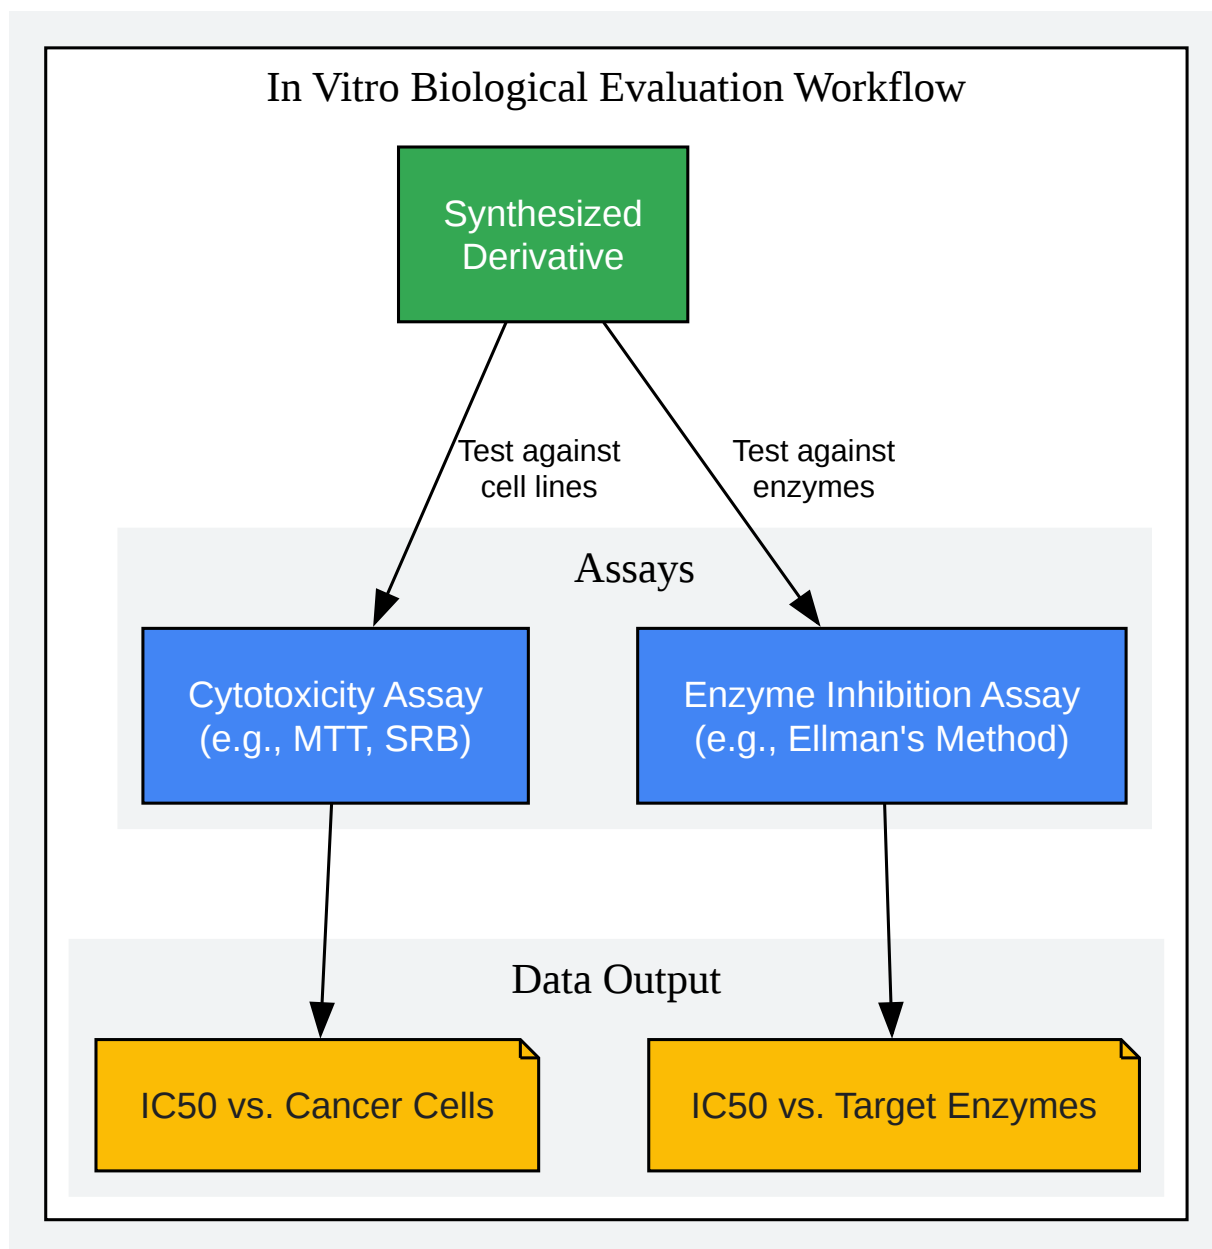 In Vitro Biological Evaluation Workflow
Synthesized
Derivative
Test against
cell lines
Test against
enzymes
Assays
Cytotoxicity Assay
(e.g., MTT, SRB)
Enzyme Inhibition Assay
(e.g., Ellman's Method)
Data Output
IC50 vs. Cancer Cells
IC50 vs. Target Enzymes